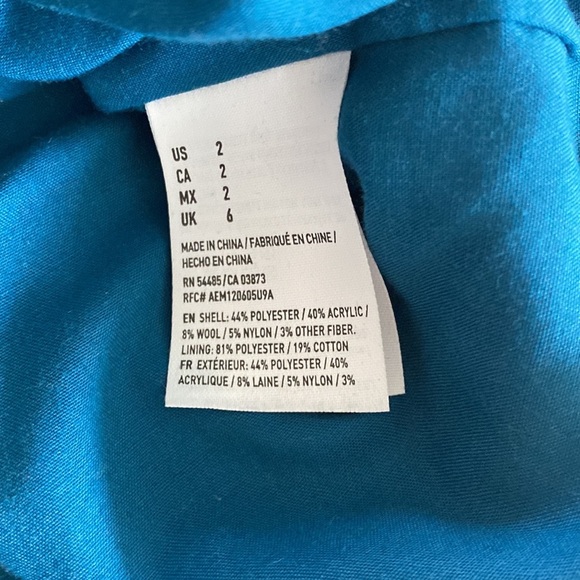 US 2
CA 2
MX 2
UK 6
MADE IN CHINA / FABRIQUÉ EN CHINE /
HECHO EN CHINA
RN 54485 / CA 03873
RFC# AEM120605U9A
EN SHELL: 44% POLYESTER / 40% ACRYLIC /
8% WOOL / 5% NYLON / 3% OTHER FIBER.
LINING: 81% POLYESTER / 19% COTTON
FR EXTÉRIEUR: 44% POLYESTER / 40%
ACRYLIQUE / 8% LAINE / 5% NYLON / 3%